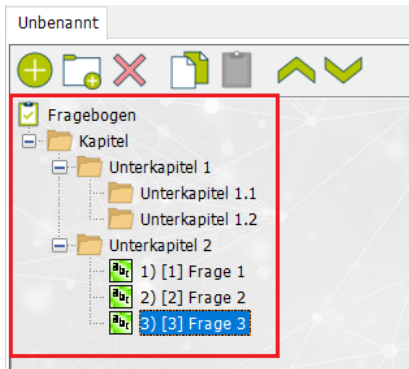 Unbenannt
Fragebogen
Kapitel
Unterkapitel 1
Unterkapitel 1.1
Unterkapitel 1.2
Unterkapitel 2
1) [1] Frage 1
2) [2] Frage 2
3) [3] Frage 3